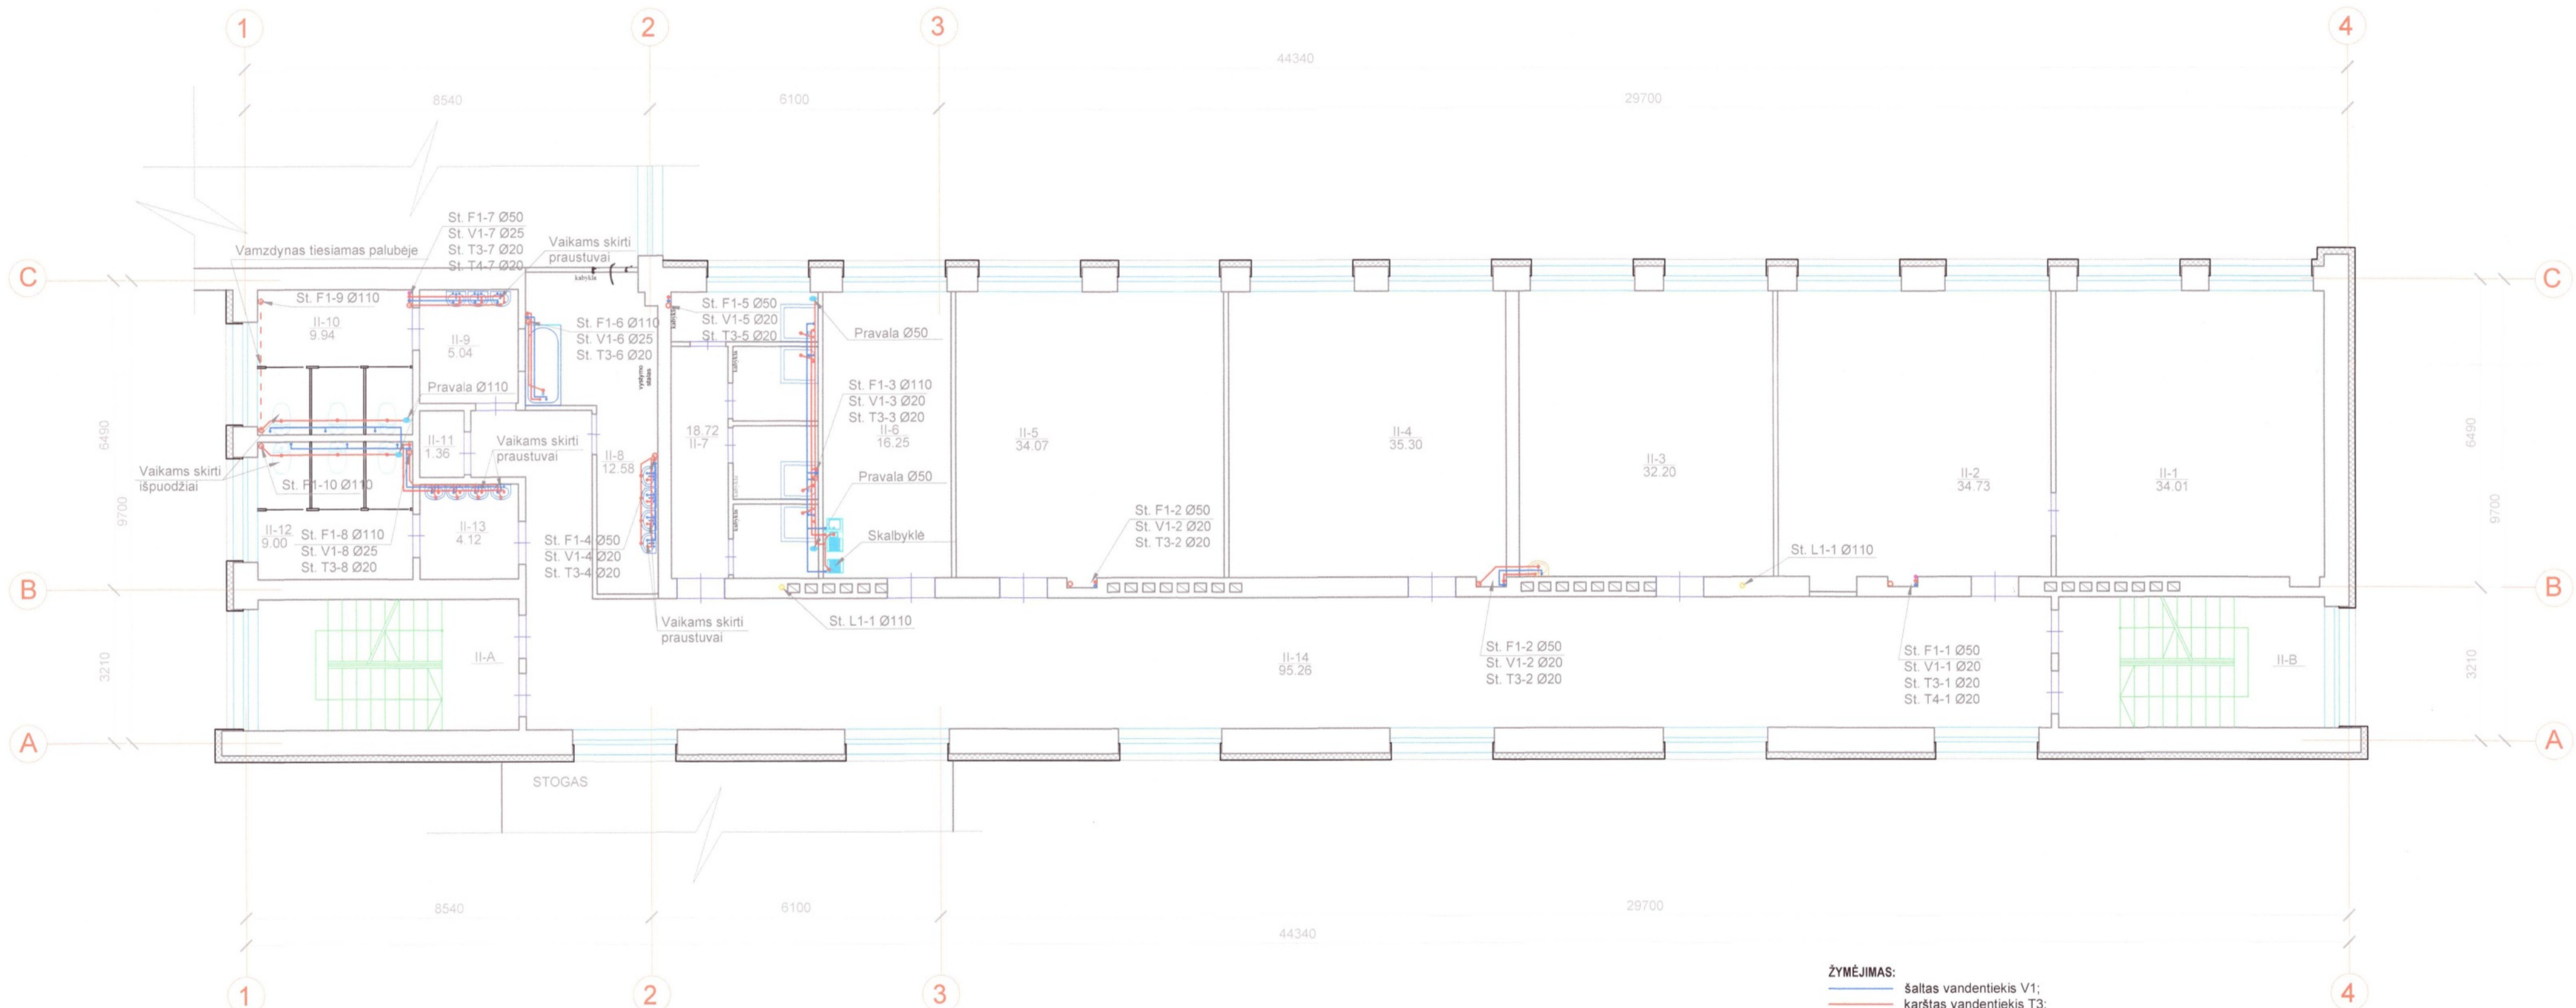 1
2
3
4
44340
8540
6100
29700
St. F1-7 Ø50
St. V1-7 Ø25
St. T3-7 Ø20
St. T4-7 Ø20
Vaikams skirti
praustuvai
Vamzdynas tiesiamas palubėje
kabykla
C
C
St. F1-9 Ø110
II-10
9.94
II-9
5.04
St. F1-6 Ø110
St. V1-6 Ø25
St. T3-6 Ø20
vystymo
stalas
kabykla
St. F1-5 Ø50
St. V1-5 Ø20
St. T3-5 Ø20
Pravala Ø50
kabykla
Pravala Ø110
St. F1-3 Ø110
St. V1-3 Ø20
St. T3-3 Ø20
II-6
16.25
18.72
II-7
II-5
34.07
II-4
35.30
II-3
32.20
II-2
34.73
II-1
34.01
6490
9700
6490
9700
II-11
1.36
Vaikams skirti
praustuvai
II-8
12.58
Vaikams skirti
išpuodžiai
St. F1-10 Ø110
Pravala Ø50
kabykla
kabykla
Skalbyklė
II-12
9.00
St. F1-8 Ø110
St. V1-8 Ø25
St. T3-8 Ø20
II-13
4.12
St. F1-4 Ø50
St. V1-4 Ø20
St. T3-4 Ø20
St. F1-2 Ø50
St. V1-2 Ø20
St. T3-2 Ø20
St. L1-1 Ø110
B
B
Vaikams skirti
praustuvai
St. L1-1 Ø110
3210
3210
II-A
II-14
95.26
St. F1-2 Ø50
St. V1-2 Ø20
St. T3-2 Ø20
St. F1-1 Ø50
St. V1-1 Ø20
St. T3-1 Ø20
St. T4-1 Ø20
II-B
A
A
STOGAS
8540
6100
29700
44340
1
2
3
4
ŽYMĖJIMAS:
šaltas vandentiekis V1;
karštas vandentiekis T3;